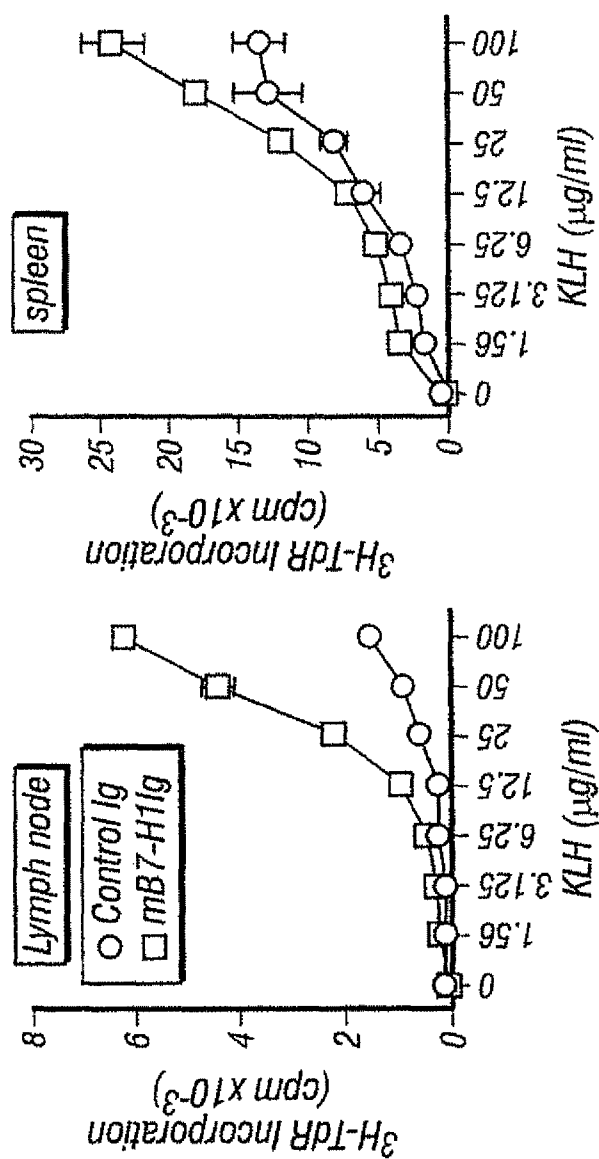 Lymph node
Control Ig
mB7-H1Ig
3H-TdR Incorporation
(cpm x10-3)
8
6
4
2
0
0
1.56
3.125
6.25
12.5
25
50
100
KLH (μg/ml)
spleen
3H-TdR Incorporation
(cpm x10-3)
30
25
20
15
10
5
0
0
1.56
3.125
6.25
12.5
25
50
100
KLH (μg/ml)